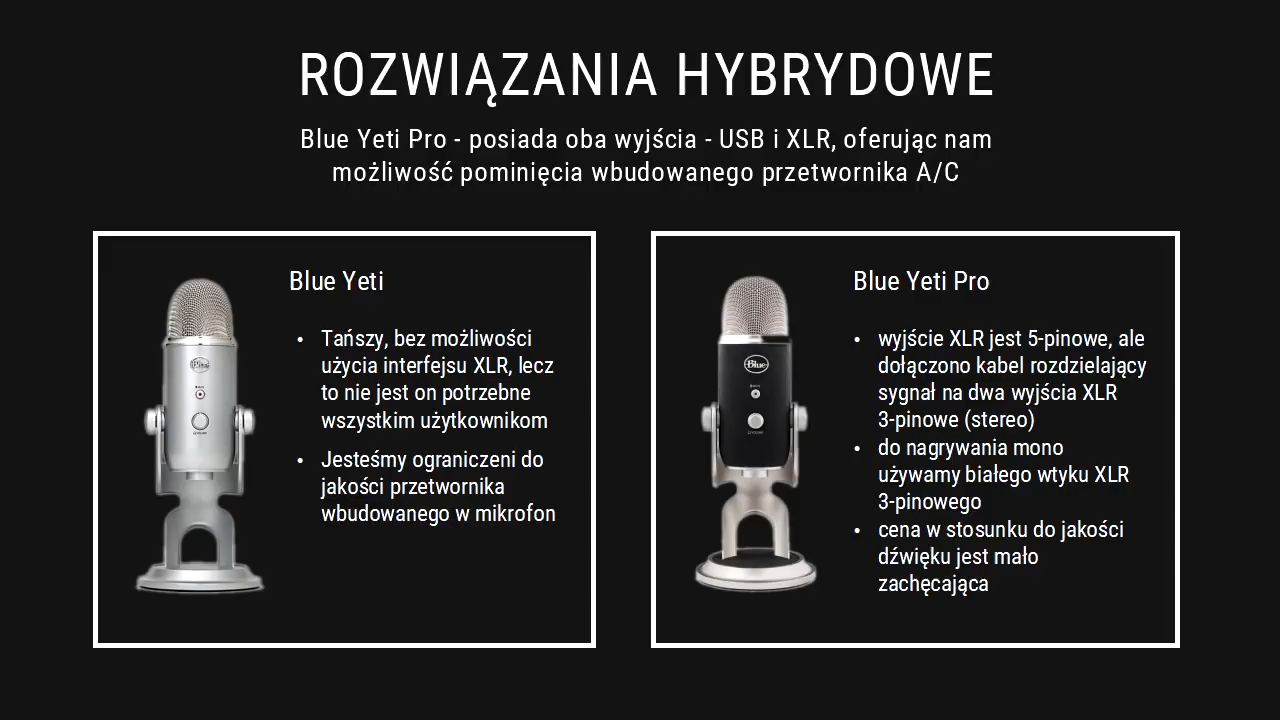 ROZWIĄZANIA HYBRYDOWE
Blue Yeti Pro - posiada oba wyjścia - USB i XLR, oferując nam
możliwość pominięcia wbudowanego przetwornika A/C
Blue Yeti
• Tańszy, bez możliwości
użycia interfejsu XLR, lecz
to nie jest on potrzebne
wszystkim użytkownikom
• Jesteśmy ograniczeni do
jakości przetwornika
wbudowanego w mikrofon
Blue
Blue Yeti Pro
• wyjście XLR jest 5-pinowe, ale
dołączono kabel rozdzielający
sygnał na dwa wyjścia XLR
3-pinowe (stereo)
• do nagrywania mono
używamy białego wtyku XLR
3-pinowego
• cena w stosunku do jakości
dźwięku jest mało
zachęcająca
Blue